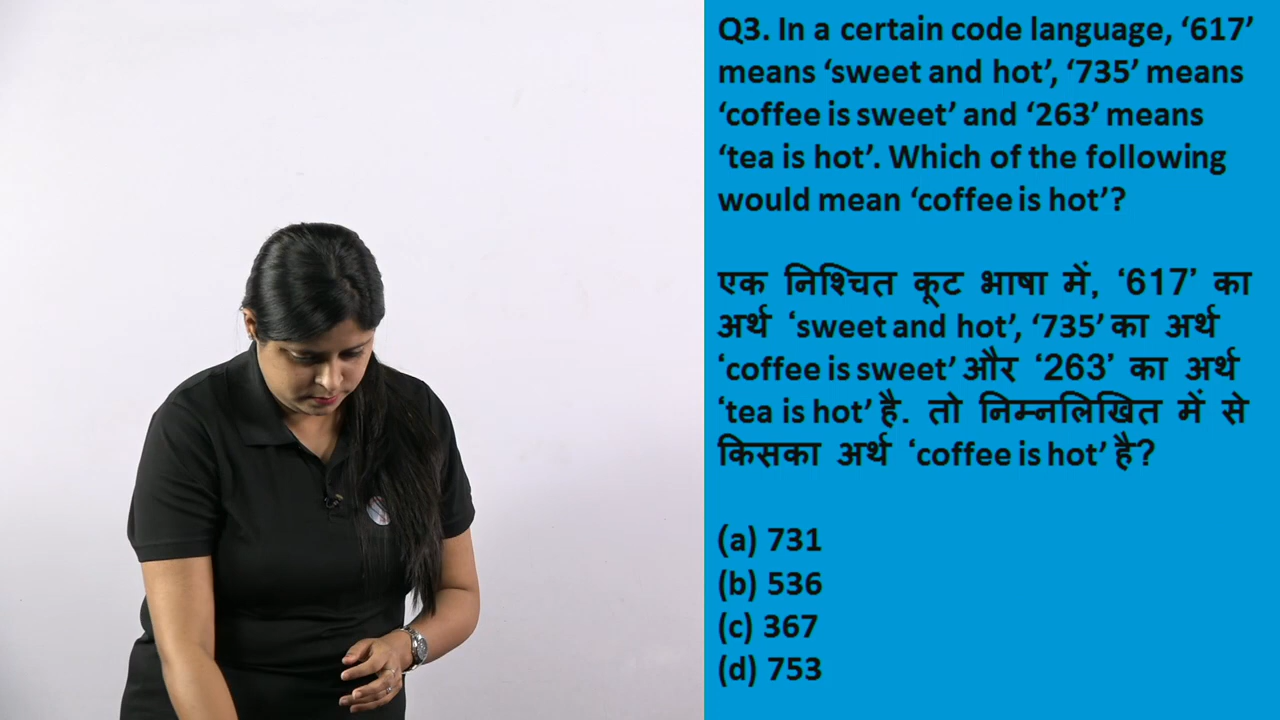 Q3. In a certain code language, ‘617’
means ‘sweet and hot’, ‘735’ means
‘coffee is sweet’ and ‘263’ means
‘tea is hot’. Which of the following
would mean ‘coffee is hot’?
एक निश्चित कूट भाषा में, ‘617’ का
अर्थ ‘sweet and hot’, ‘735’ का अर्थ
‘coffee is sweet’ और ‘263’ का अर्थ
‘tea is hot’ है. तो निम्नलिखित में से
किसका अर्थ ‘coffee is hot’ है?
(a) 731
(b) 536
(c) 367
(d) 753